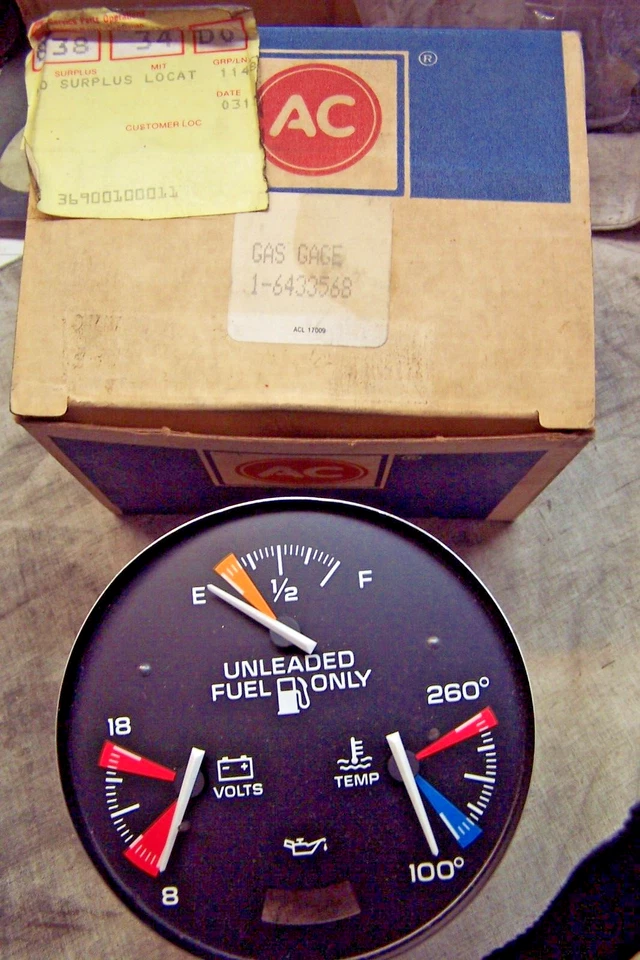 38 34 D0
SURPLUS MIT GRP/LN
O SURPLUS LOCAT 114
DATE
031
CUSTOMER LOC
36900100011
AC
®
GAS GAGE
1-6433568
ACL 17009
AC
E 1/2 F
UNLEADED
FUEL ONLY
18
VOLTS
8
260°
TEMP
100°